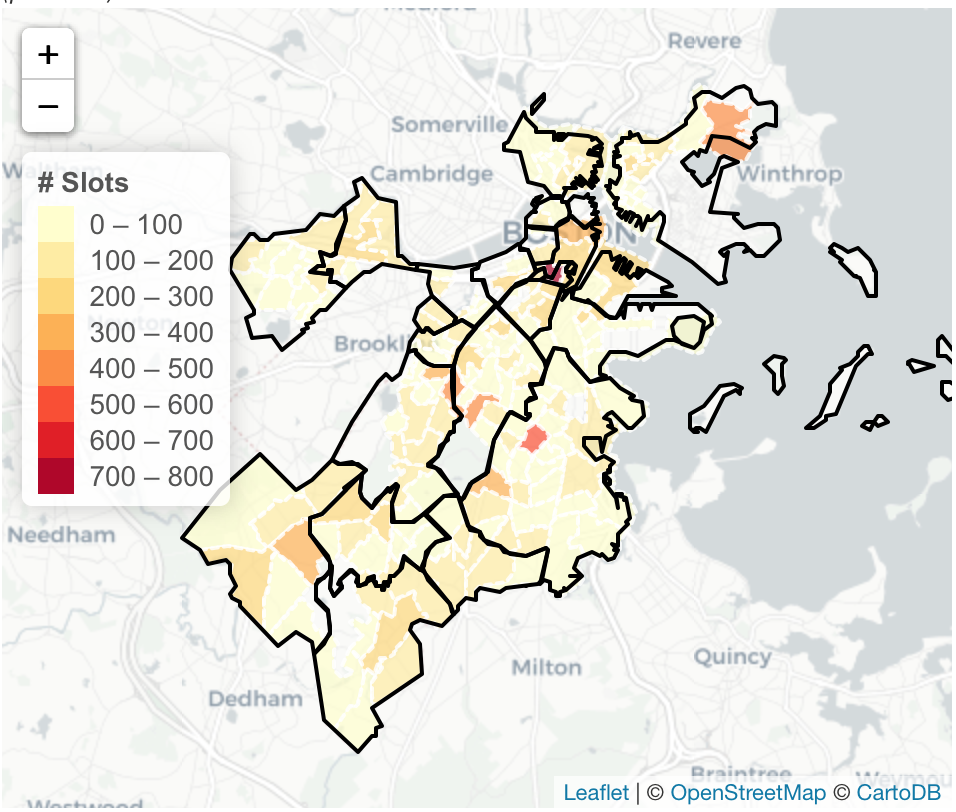 Medford
Revere
+
−
Somerville
Cambridge
Winthrop
# Slots
0 – 100
100 – 200
200 – 300
300 – 400
400 – 500
500 – 600
600 – 700
700 – 800
BOSTON
Newton
Needham
Milton
Quincy
Dedham
Braintree
Westwood
Leaflet | © OpenStreetMap © CartoDB